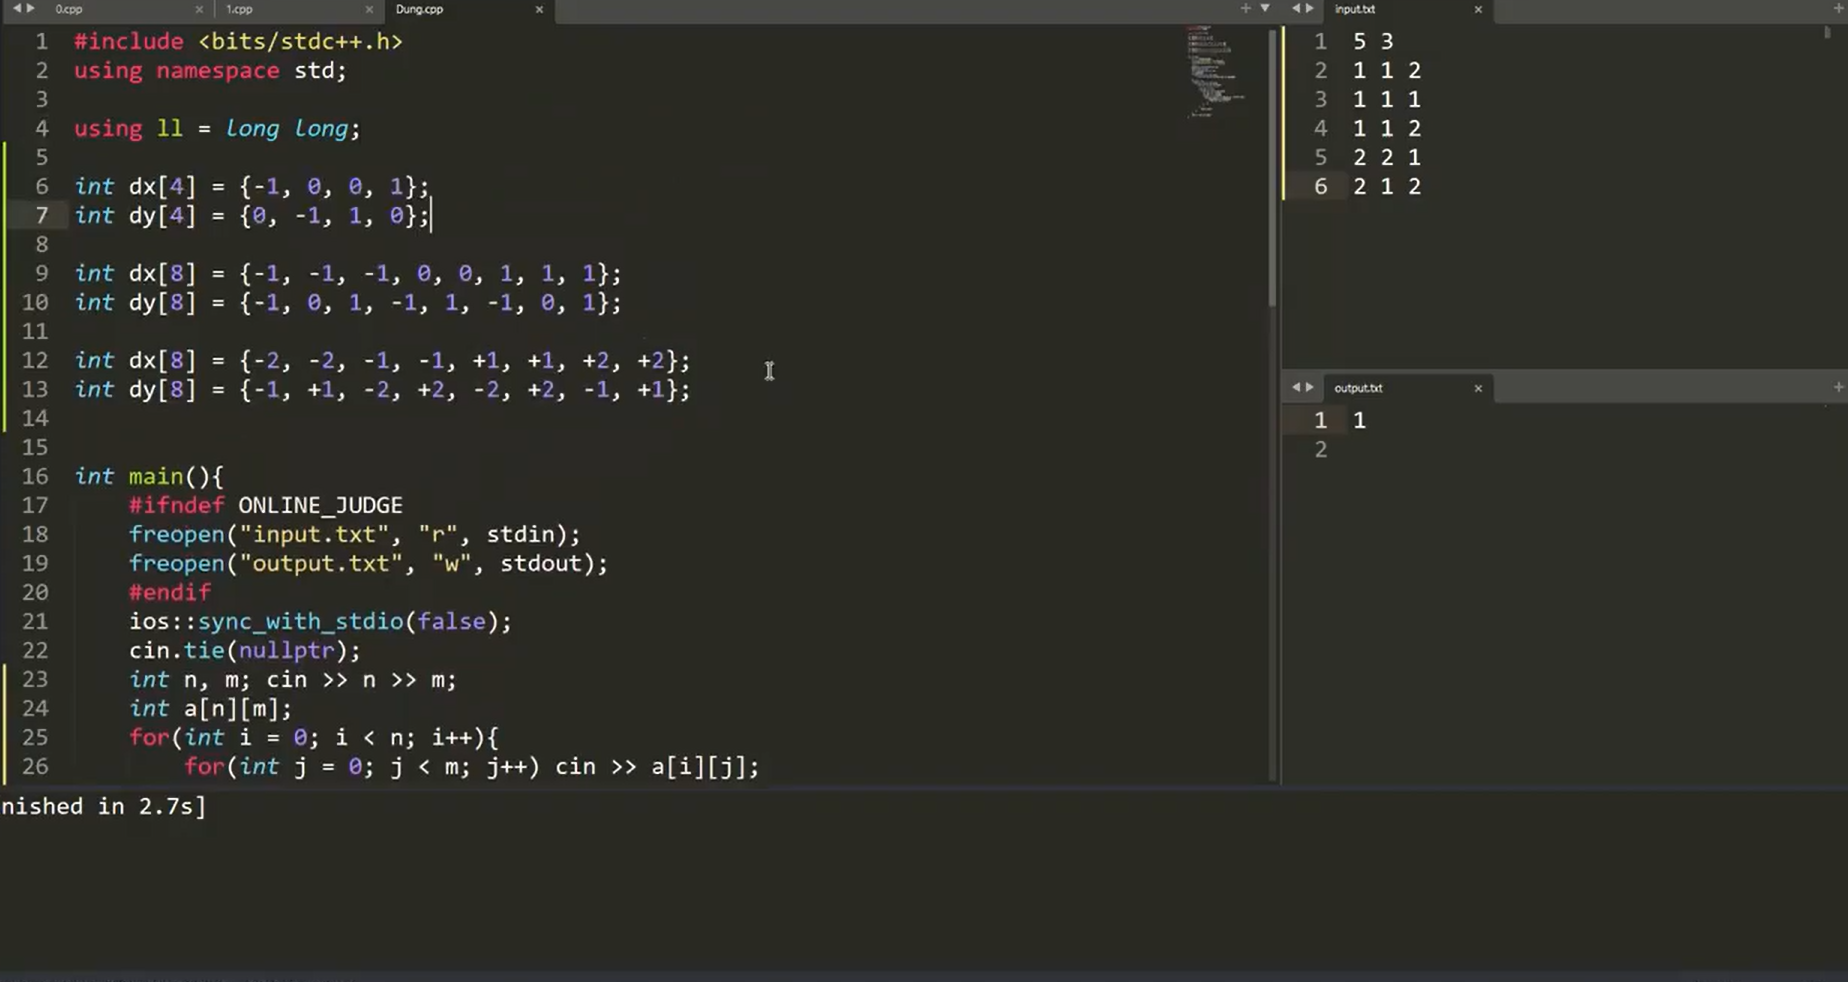 0.cpp
1.cpp
Dung.cpp
1 #include <bits/stdc++.h>
2 using namespace std;
3
4 using ll = long long;
5
6 int dx[4] = {-1, 0, 0, 1};
7 int dy[4] = {0, -1, 1, 0};
8
9 int dx[8] = {-1, -1, -1, 0, 0, 1, 1, 1};
10 int dy[8] = {-1, 0, 1, -1, 1, -1, 0, 1};
11
12 int dx[8] = {-2, -2, -1, -1, +1, +1, +2, +2};
13 int dy[8] = {-1, +1, -2, +2, -2, +2, -1, +1};
14
15
16 int main(){
17 #ifndef ONLINE_JUDGE
18 freopen("input.txt", "r", stdin);
19 freopen("output.txt", "w", stdout);
20 #endif
21 ios::sync_with_stdio(false);
22 cin.tie(nullptr);
23 int n, m; cin >> n >> m;
24 int a[n][m];
25 for(int i = 0; i < n; i++){
26 for(int j = 0; j < m; j++) cin >> a[i][j];
input.txt
1 5 3
2 1 1 2
3 1 1 1
4 1 1 2
5 2 2 1
6 2 1 2
output.txt
1 1
2
nished in 2.7s]